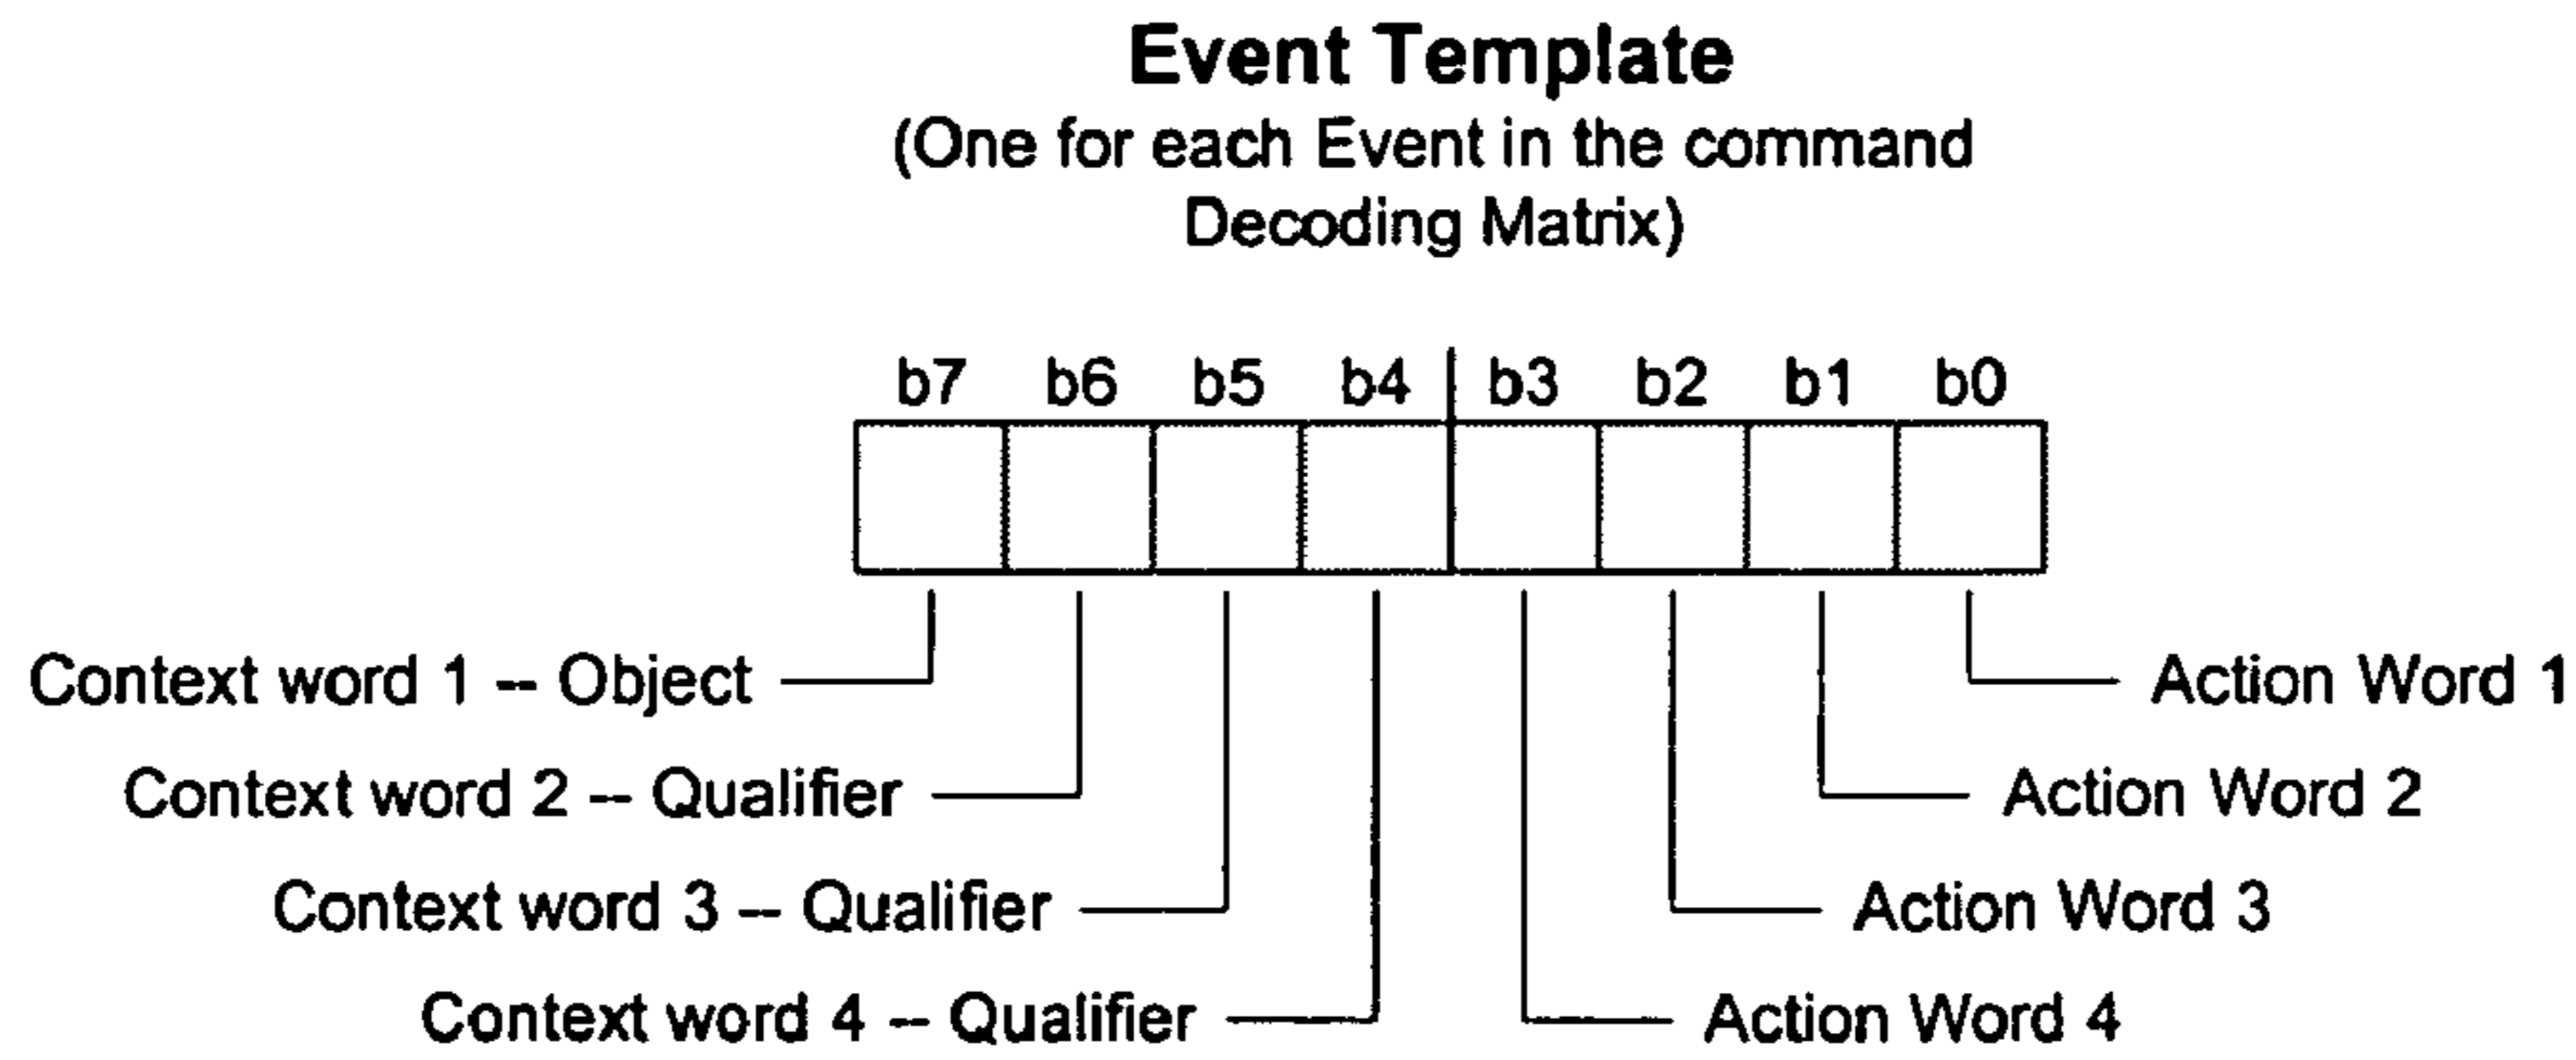 Event Template
(One for each Event in the command
Decoding Matrix)
b7 b6 b5 b4 b3 b2 b1 b0
Context word 1 -- Object
Action Word 1
Context word 2 -- Qualifier
Action Word 2
Context word 3 -- Qualifier
Action Word 3
Context word 4 -- Qualifier
Action Word 4